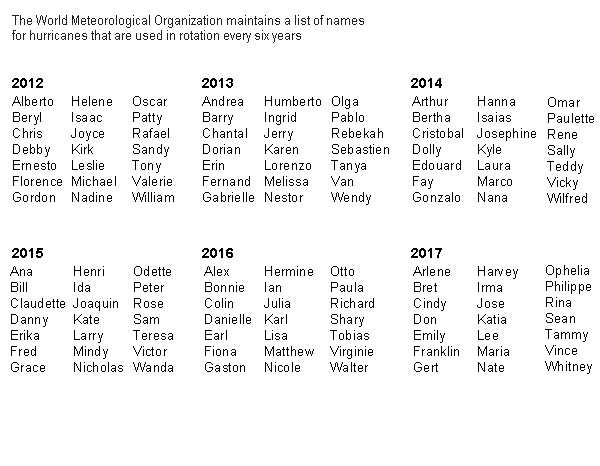 The World Meteorological Organization maintains a list of names
for hurricanes that are used in rotation every six years
2012
Alberto Helene Oscar
Beryl Isaac Patty
Chris Joyce Rafael
Debby Kirk Sandy
Ernesto Leslie Tony
Florence Michael Valerie
Gordon Nadine William
2013
Andrea Humberto Olga
Barry Ingrid Pablo
Chantal Jerry Rebekah
Dorian Karen Sebastien
Erin Lorenzo Tanya
Fernand Melissa Van
Gabrielle Nestor Wendy
2014
Arthur Hanna Omar
Bertha Isaias Paulette
Cristobal Josephine Rene
Dolly Kyle Sally
Edouard Laura Teddy
Fay Marco Vicky
Gonzalo Nana Wilfred
2015
Ana Henri Odette
Bill Ida Peter
Claudette Joaquin Rose
Danny Kate Sam
Erika Larry Teresa
Fred Mindy Victor
Grace Nicholas Wanda
2016
Alex Hermine Otto
Bonnie Ian Paula
Colin Julia Richard
Danielle Karl Shary
Earl Lisa Tobias
Fiona Matthew Virginie
Gaston Nicole Walter
2017
Arlene Harvey Ophelia
Bret Irma Philippe
Cindy Jose Rina
Don Katia Sean
Emily Lee Tammy
Franklin Maria Vince
Gert Nate Whitney